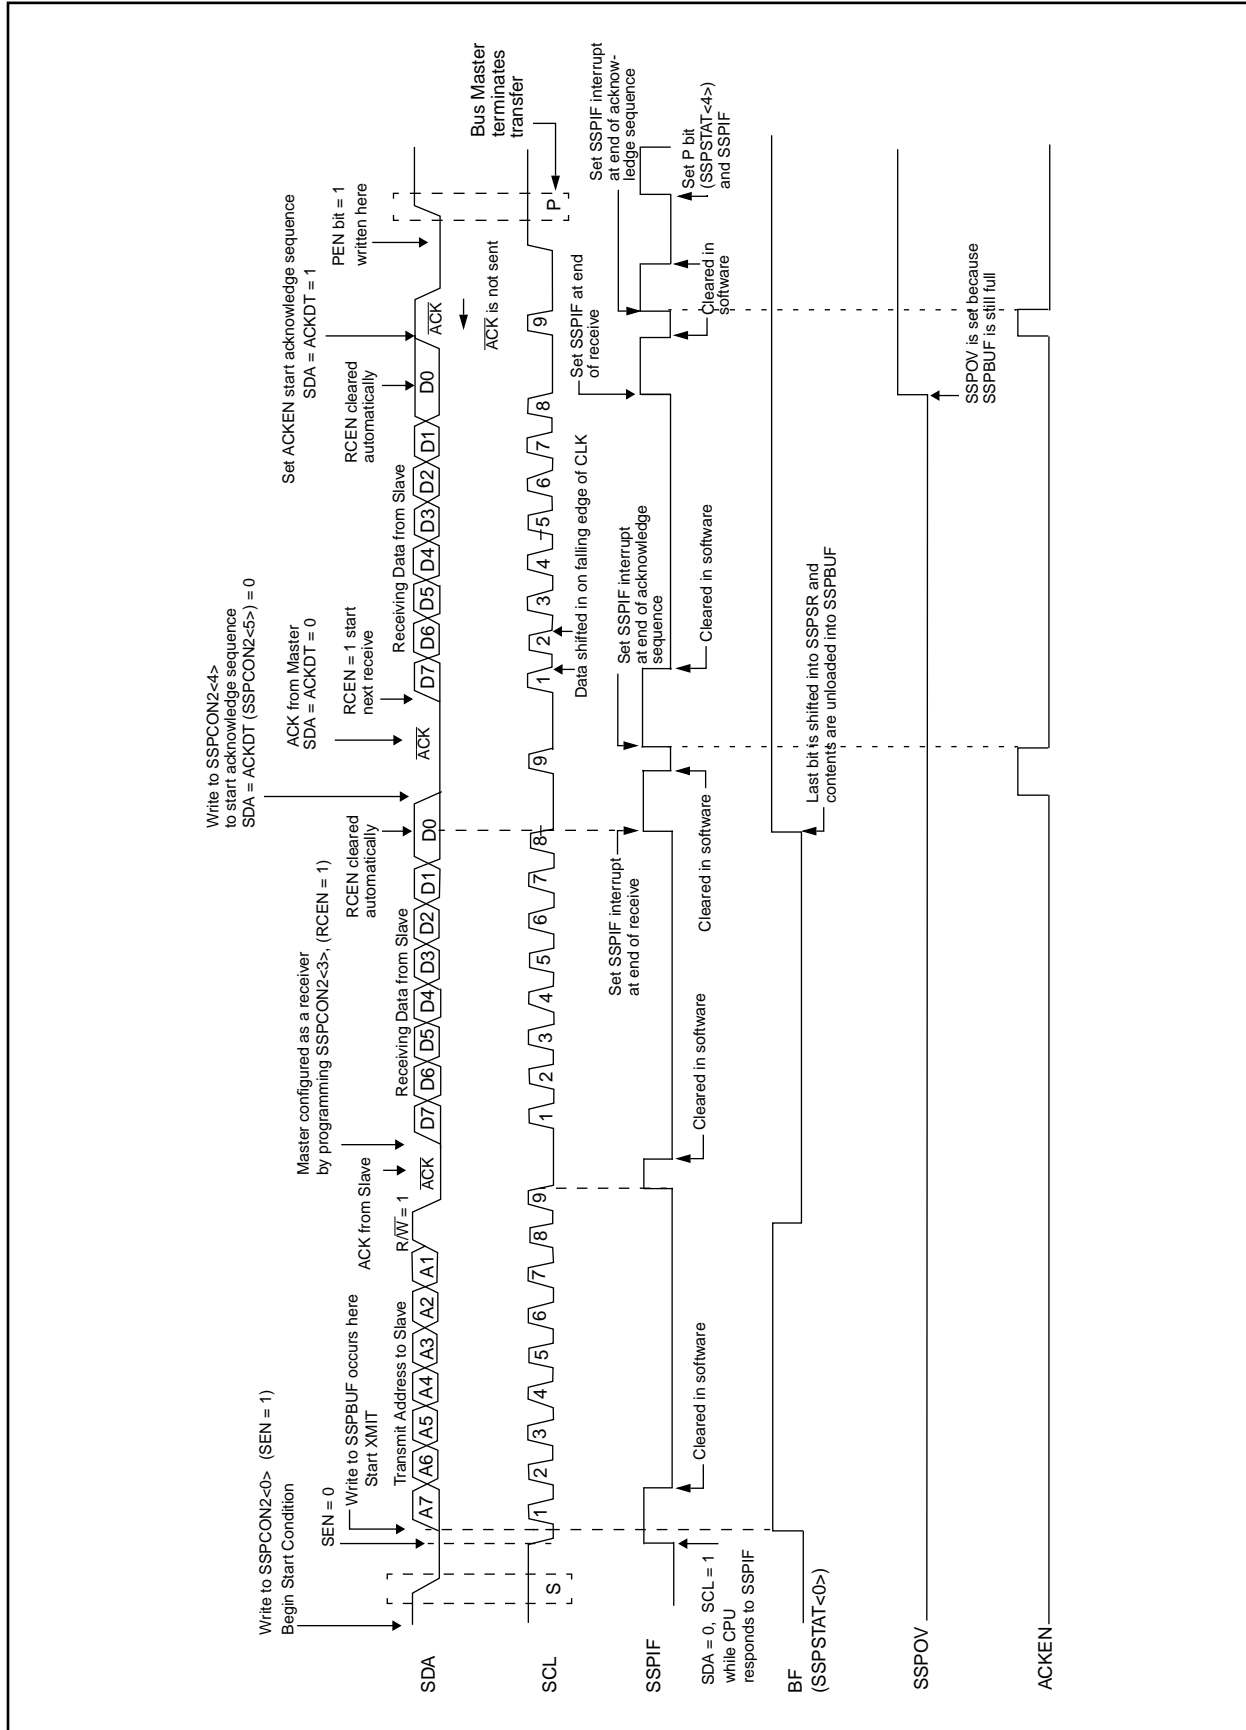 Write to SSPCON2<0> (SEN = 1)
Begin Start Condition
SEN = 0
Write to SSPBUF occurs here
Start XMIT
ACK from Slave
Master configured as a receiver
by programming SSPCON2<3>, (RCEN = 1)
RCEN cleared
automatically
Write to SSPCON2<4>
to start acknowledge sequence
SDA = ACKDT (SSPCON2<5>) = 0
ACK from Master
SDA = ACKDT = 0
RCEN = 1 start
next receive
RCEN cleared
automatically
Set ACKEN start acknowledge sequence
SDA = ACKDT = 1
PEN bit = 1
written here
Transmit Address to Slave
R/W = 1
Receiving Data from Slave
Receiving Data from Slave
SDA
A7 A6 A5 A4 A3 A2 A1
ACK
D7 D6 D5 D4 D3 D2 D1 D0
ACK
D7 D6 D5 D4 D3 D2 D1 D0
ACK
ACK is not sent
Bus Master
terminates
transfer
SCL
S
1 2 3 4 5 6 7 8 9
1 2 3 4 5 6 7 8 9
1 2 3 4 5 6 7 8 9
P
Data shifted in on falling edge of CLK
Set SSPIF interrupt
at end of receive
Set SSPIF interrupt
at end of acknowledge
sequence
Set SSPIF at end
of receive
Set SSPIF interrupt
at end of acknow-
ledge sequence
SSPIF
SDA = 0, SCL = 1
while CPU
responds to SSPIF
Cleared in software
Cleared in software
Cleared in software
Cleared in software
Cleared in
software
Set P bit
(SSPSTAT<4>)
and SSPIF
BF
(SSPSTAT<0>)
Last bit is shifted into SSPSR and
contents are unloaded into SSPBUF
SSPOV
SSPOV is set because
SSPBUF is still full
ACKEN